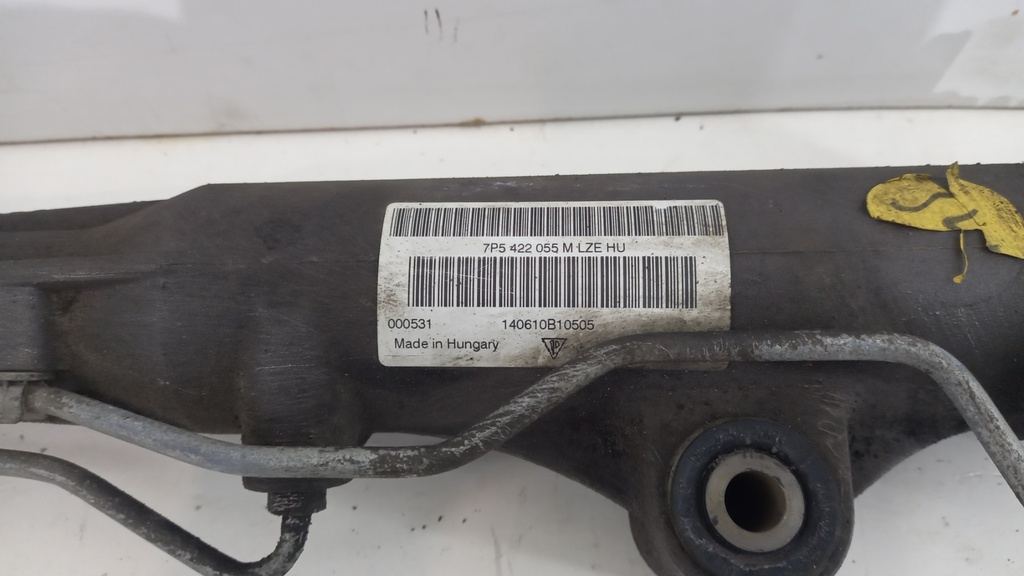 7P5 422 055 M LZE HU
000531 140610B10505
Made in Hungary